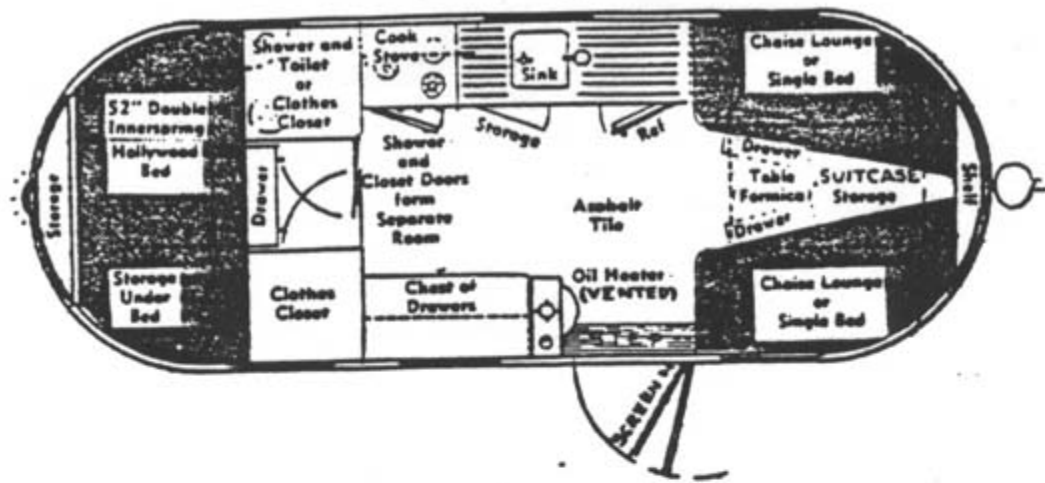 Shower and
Toilet
or
Clothes
Closet
Cook
Stove
Sink
Chaise Lounge
or
Single Bed
52" Double
Innerspring
Hollywood
Bed
Storage
Drawer
Shower
and
Closet Doors
form
Separate
Room
Storage
Ref
Asphalt
Tile
Drawer
Table
Formica
Drawer
SUITCASE
Storage
Shelf
Storage
Under
Bed
Clothes
Closet
Chest of
Drawers
Oil Heater
(VENTED)
Chaise Lounge
or
Single Bed